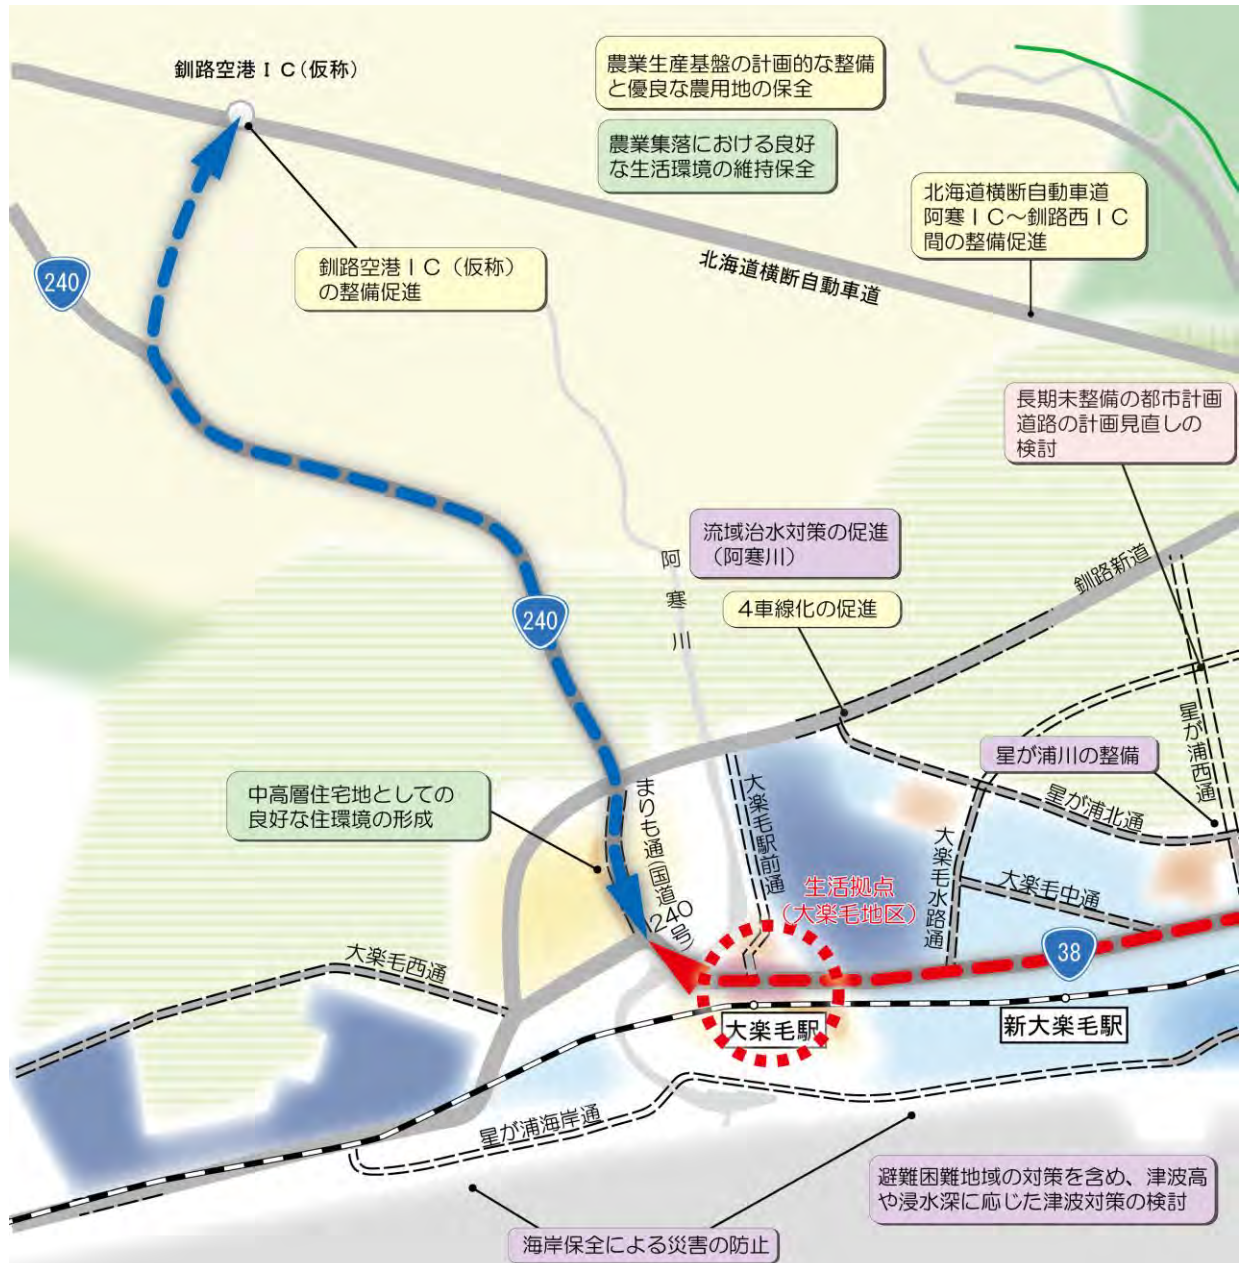 釧路空港IC(仮称)
農業生産基盤の計画的な整備
と優良な農用地の保全
農業集落における良好
な生活環境の維持保全
北海道横断自動車道
阿寒IC〜釧路西IC
間の整備促進
240
釧路空港IC(仮称)
の整備促進
北海道横断自動車道
長期未整備の都市計画
道路の計画見直しの
検討
流域治水対策の促進
(阿寒川)
阿寒川
釧路新道
4車線化の促進
240
星が浦西通
星が浦川の整備
中高層住宅地としての
良好な住環境の形成
まりも通(国道240号)
大楽毛駅前通
星が浦北通
大楽毛水路通
大楽毛中通
生活拠点
(大楽毛地区)
38
大楽毛西通
大楽毛駅
新大楽毛駅
星が浦海岸通
避難困難地域の対策を含め、津波高
や浸水深に応じた津波対策の検討
海岸保全による災害の防止